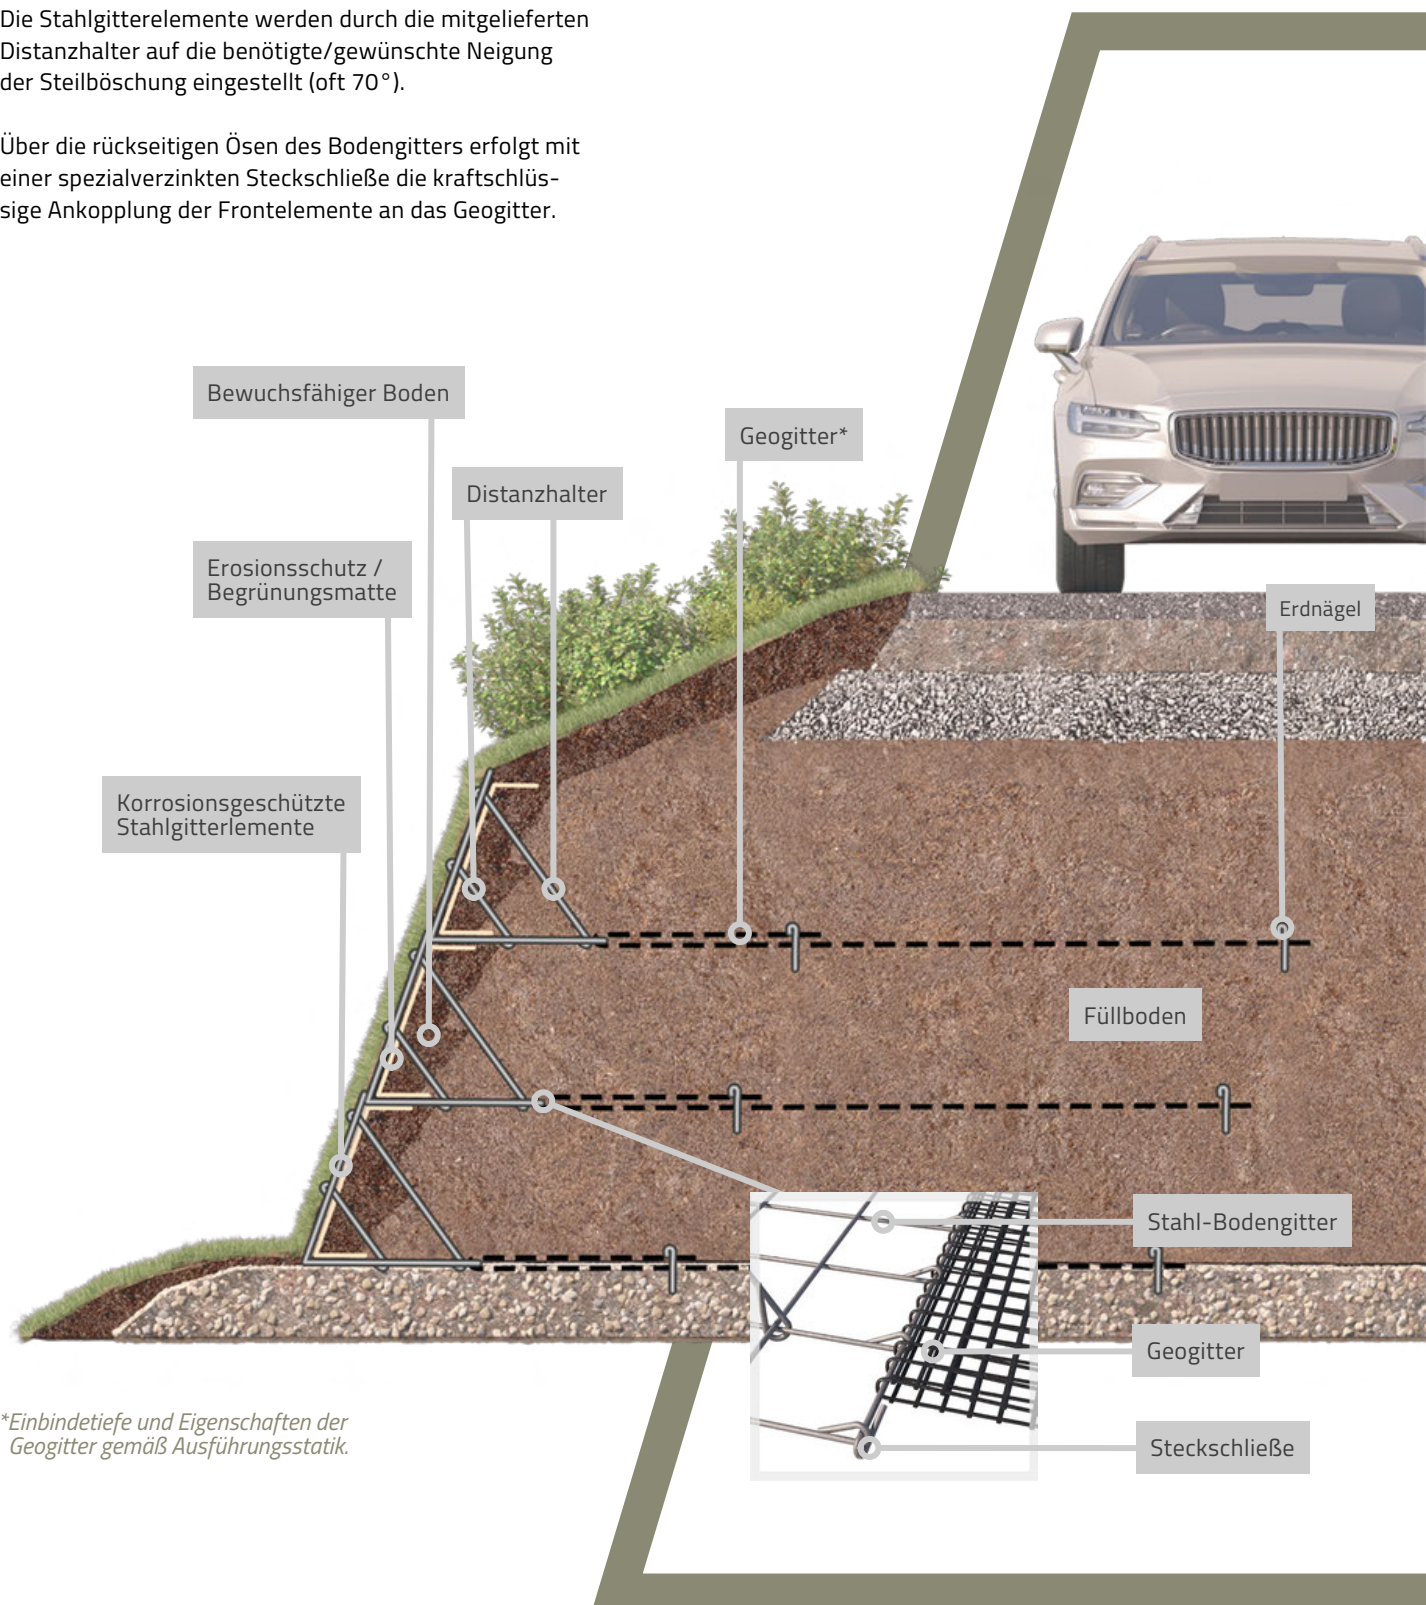 Die Stahlgitterelemente werden durch die mitgelieferten
Distanzhalter auf die benötigte/gewünschte Neigung
der Steilböschung eingestellt (oft 70°).
Über die rückseitigen Ösen des Bodengitters erfolgt mit
einer spezialverzinkten Steckschließe die kraftschlüs-
sige Ankopplung der Frontelemente an das Geogitter.
Bewuchsfähiger Boden
Geogitter*
Distanzhalter
Erosionsschutz /
Begrünungsmatte
Erdnägel
Korrosionsgeschützte
Stahlgitterlemente
Füllboden
Stahl-Bodengitter
Geogitter
Steckschließe
*Einbindetiefe und Eigenschaften der
Geogitter gemäß Ausführungsstatik.